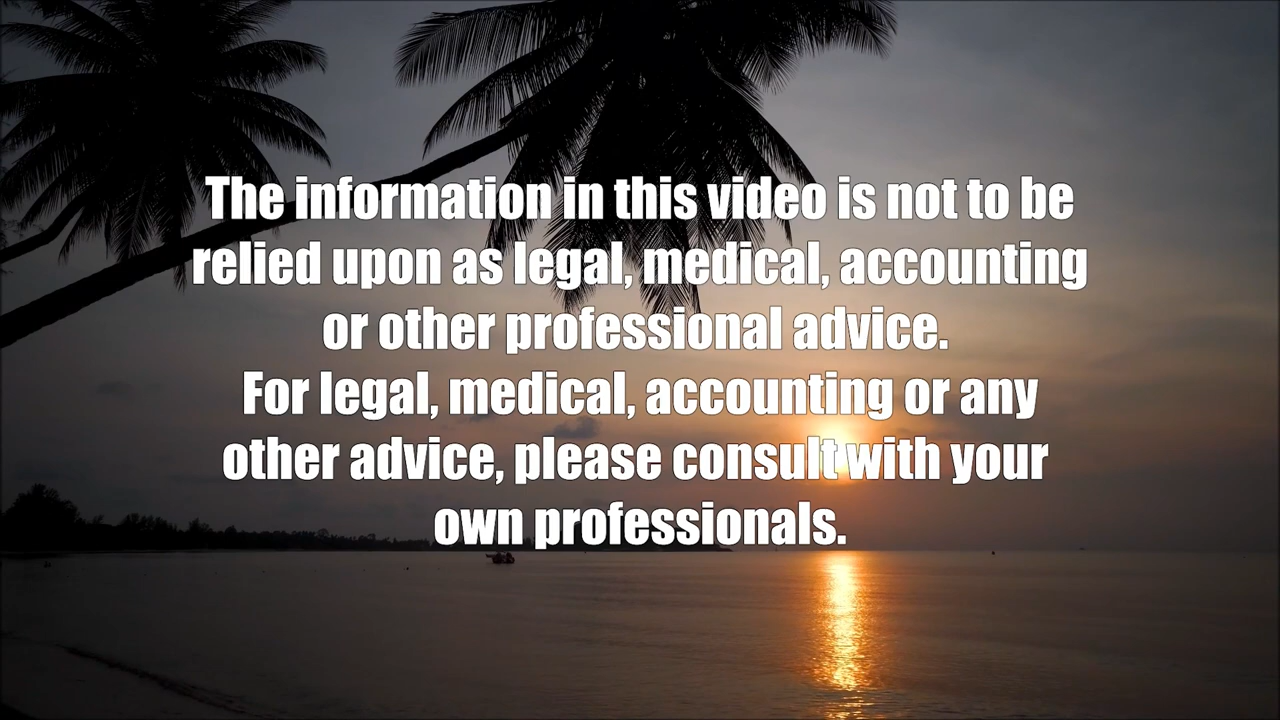 The information in this video is not to be
relied upon as legal, medical, accounting
or other professional advice.
For legal, medical, accounting or any
other advice, please consult with your
own professionals.